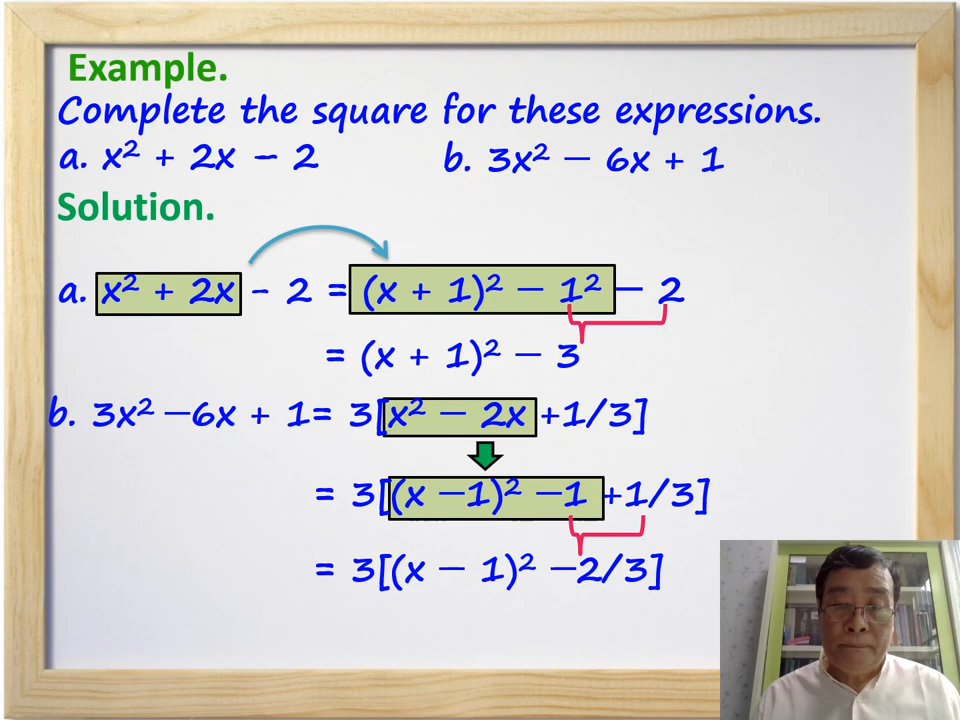 Example.
Complete the square for these expressions.
a. x² + 2x – 2 b. 3x² – 6x + 1
Solution.
a. x² + 2x - 2 = (x + 1)² – 1² – 2
= (x + 1)² – 3
b. 3x² –6x + 1= 3[x² – 2x +1/3]
= 3[(x –1)² –1 +1/3]
= 3[(x – 1)² –2/3]